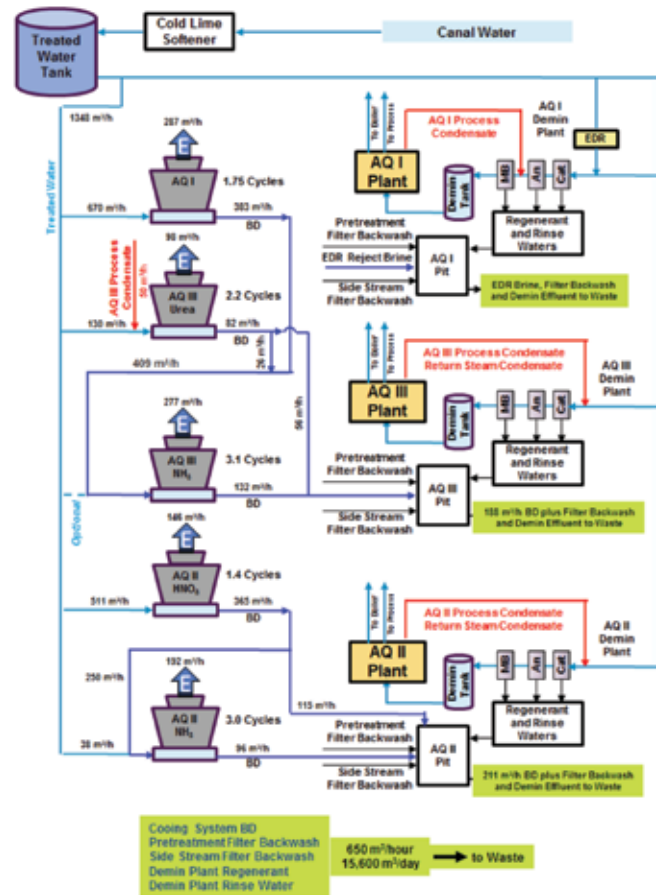 Treated
Water
Tank
Cold Lime
Softener
Canal Water
1348 m³/h
Treated Water
287 m³/h
E
AQ I
1.75 Cycles
670 m³/h
383 m³/h
BD
AQ III Process
Condensate
50 m³/h
98 m³/h
E
AQ III
Urea
2.2 Cycles
130 m³/h
82 m³/h
BD
26 m³/h
409 m³/h
56 m³/h
277 m³/h
E
AQ III
NH₃
3.1 Cycles
132 m³/h
BD
Optional
146 m³/h
E
AQ II
HNO₃
1.4 Cycles
511 m³/h
365 m³/h
BD
250 m³/h
115 m³/h
192 m³/h
E
AQ II
NH₃
3.0 Cycles
38 m³/h
96 m³/h
BD
To Boiler
To Process
AQ I Process
Condensate
AQ I
Demin
Plant
EDR
AQ I
Plant
Demin
Tank
MB
An
Cat
Regenerant
and Rinse
Waters
Pretreatment
Filter Backwash
EDR Reject Brine
Side Stream
Filter Backwash
AQ I
Pit
EDR Brine, Filter Backwash
and Demin Effluent to Waste
To Boiler
To Process
AQ III Process Condensate
Return Steam Condensate
AQ III
Demin
Plant
AQ III
Plant
Demin
Tank
MB
An
Cat
Regenerant
and Rinse
Waters
Pretreatment
Filter Backwash
Side Stream
Filter Backwash
AQ III
Pit
188 m³/h BD plus Filter Backwash
and Demin Effluent to Waste
To Boiler
To Process
AQ II Process Condensate
Return Steam Condensate
AQ II
Demin
Plant
AQ II
Plant
Demin
Tank
MB
An
Cat
Regenerant
and Rinse
Waters
Pretreatment
Filter Backwash
Side Stream
Filter Backwash
AQ II
Pit
211 m³/h BD plus Filter Backwash
and Demin Effluent to Waste
Cooing System BD
Pretreatment Filter Backwash
Side Stream Filter Backwash
Demin Plant Regenerant
Demin Plant Rinse Water
650 m³/hour
15,600 m³/day
to Waste